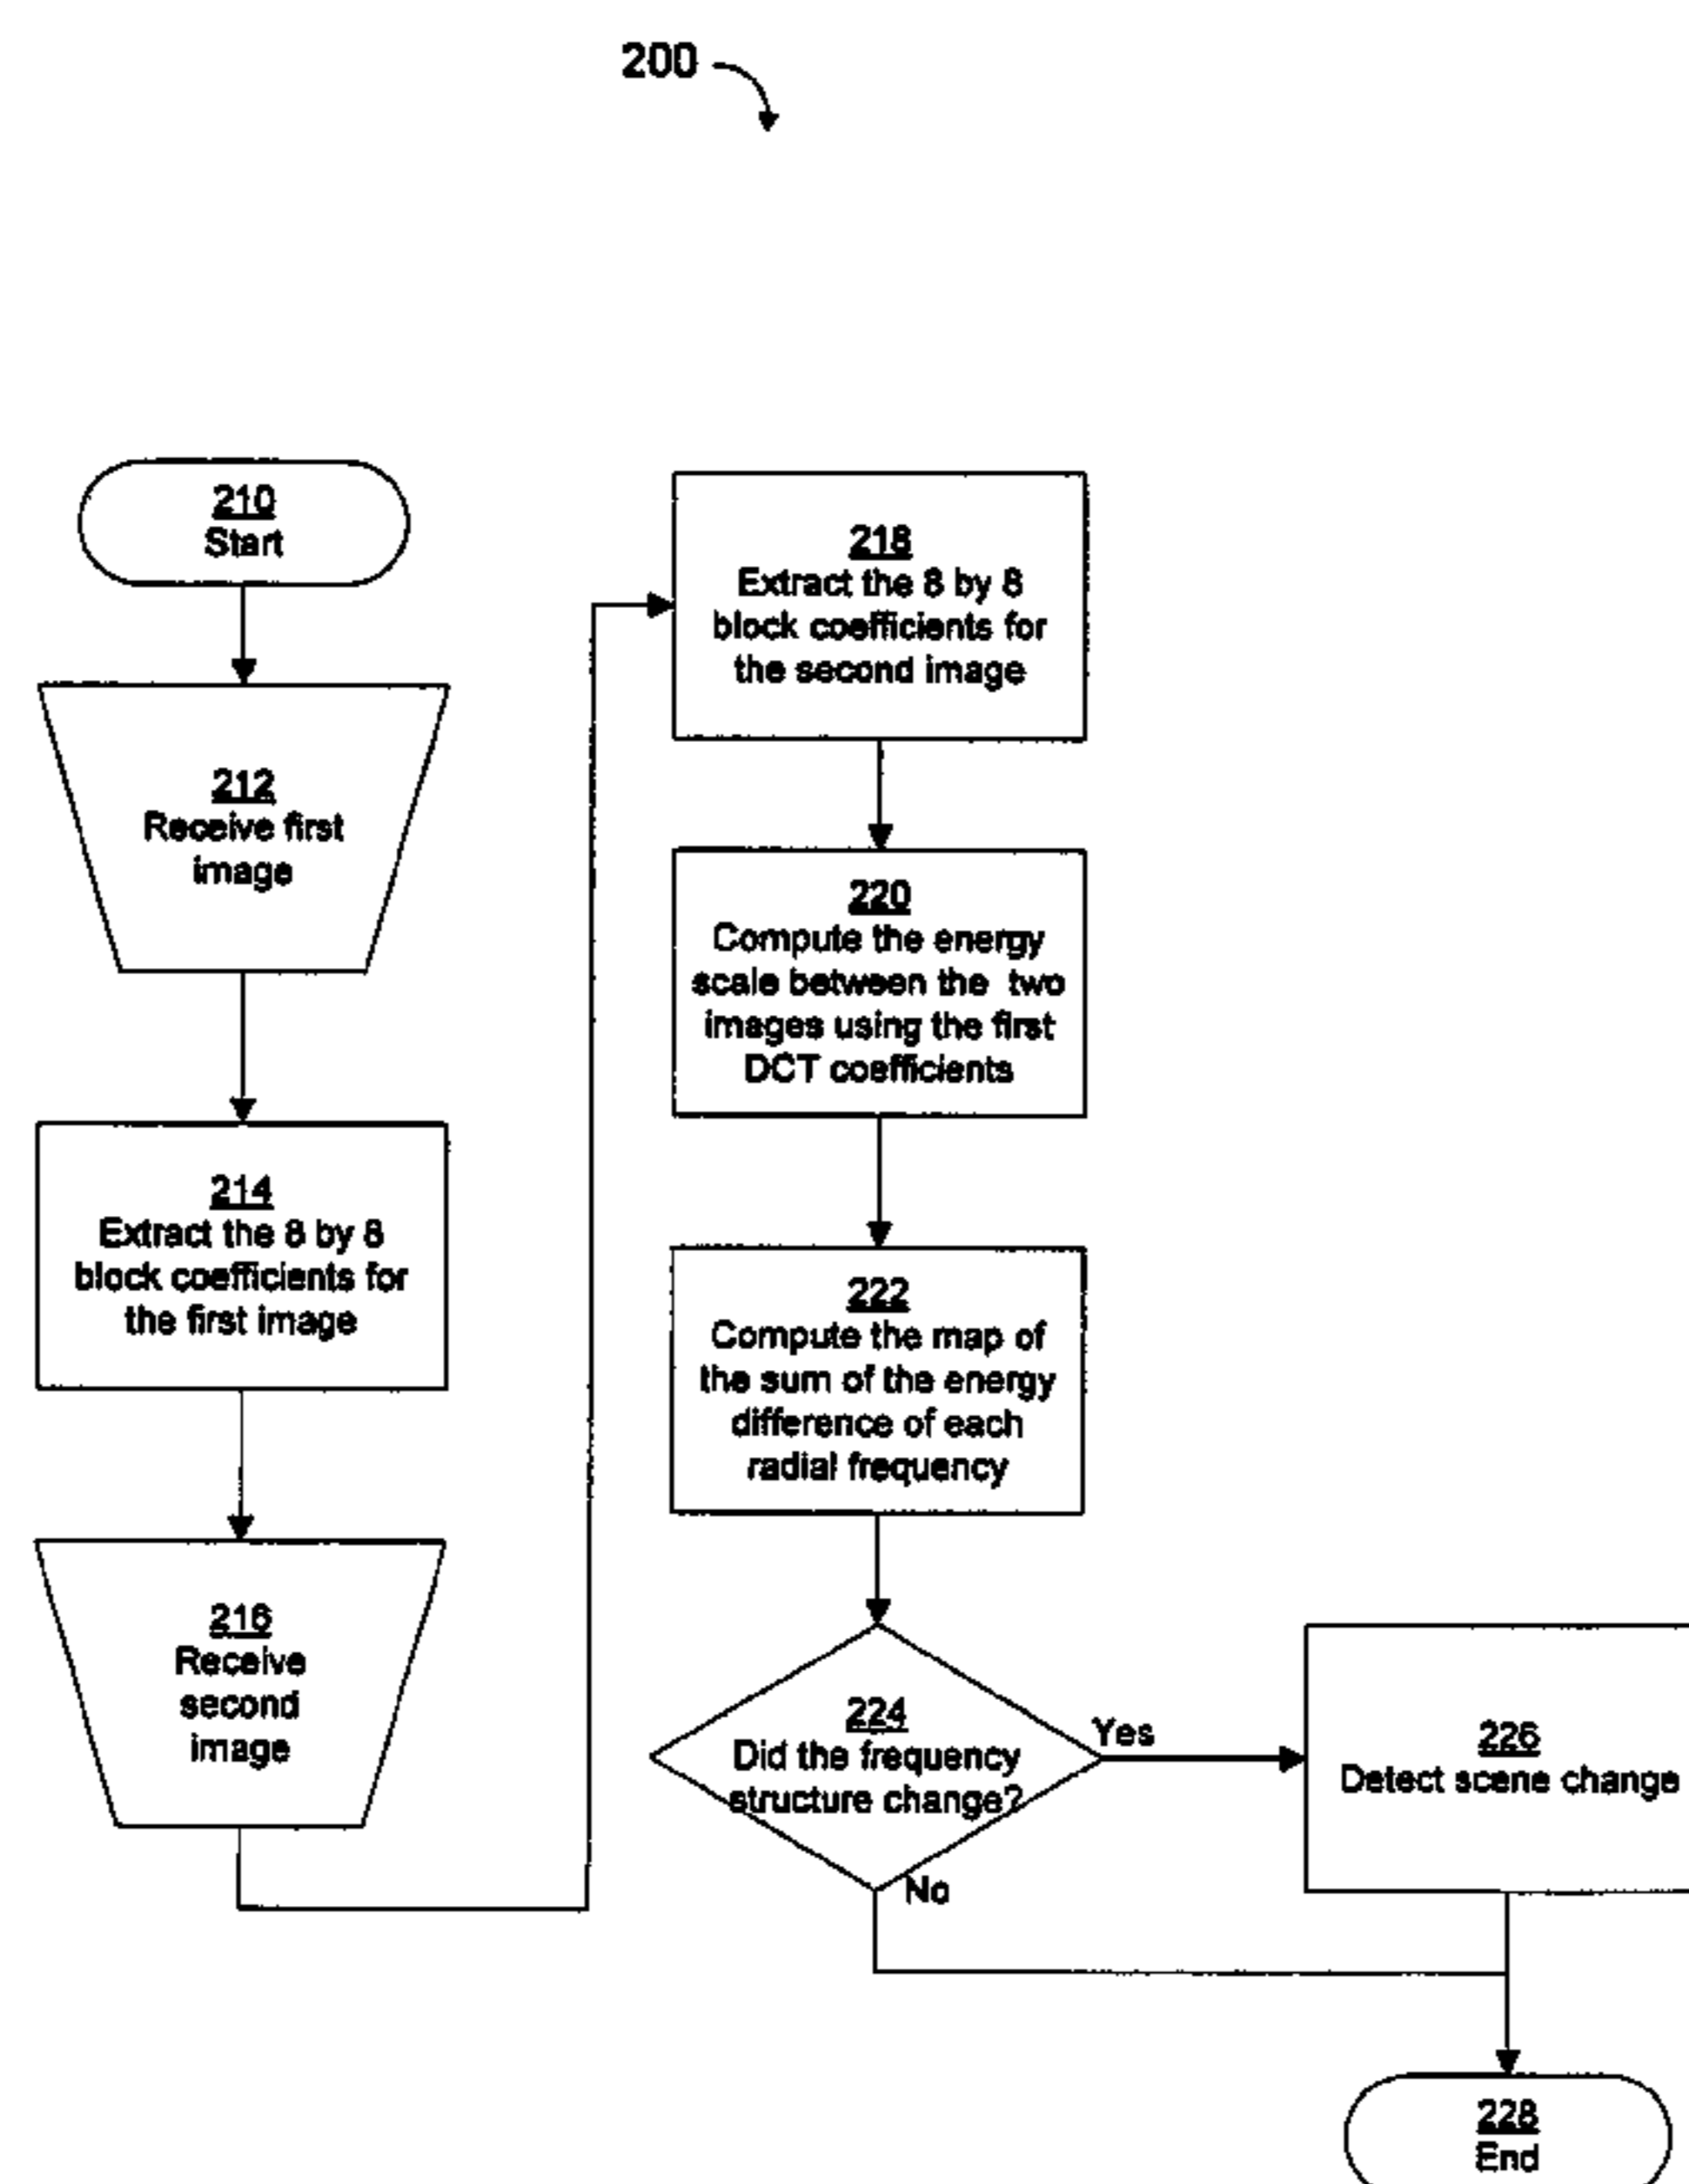 200
210
Start
212
Receive first
image
214
Extract the 8 by 8
block coefficients for
the first image
216
Receive
second
image
218
Extract the 8 by 8
block coefficients for
the second image
220
Compute the energy
scale between the two
images using the first
DCT coefficients
222
Compute the map of
the sum of the energy
difference of each
radial frequency
224
Did the frequency
structure change?
Yes
No
226
Detect scene change
228
End